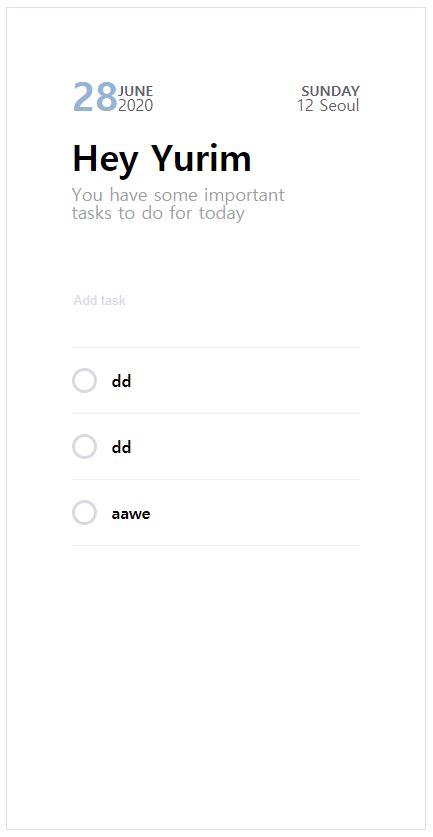 28 JUNE SUNDAY
2020 12 Seoul
Hey Yurim
You have some important
tasks to do for today
Add task
dd
dd
aawe